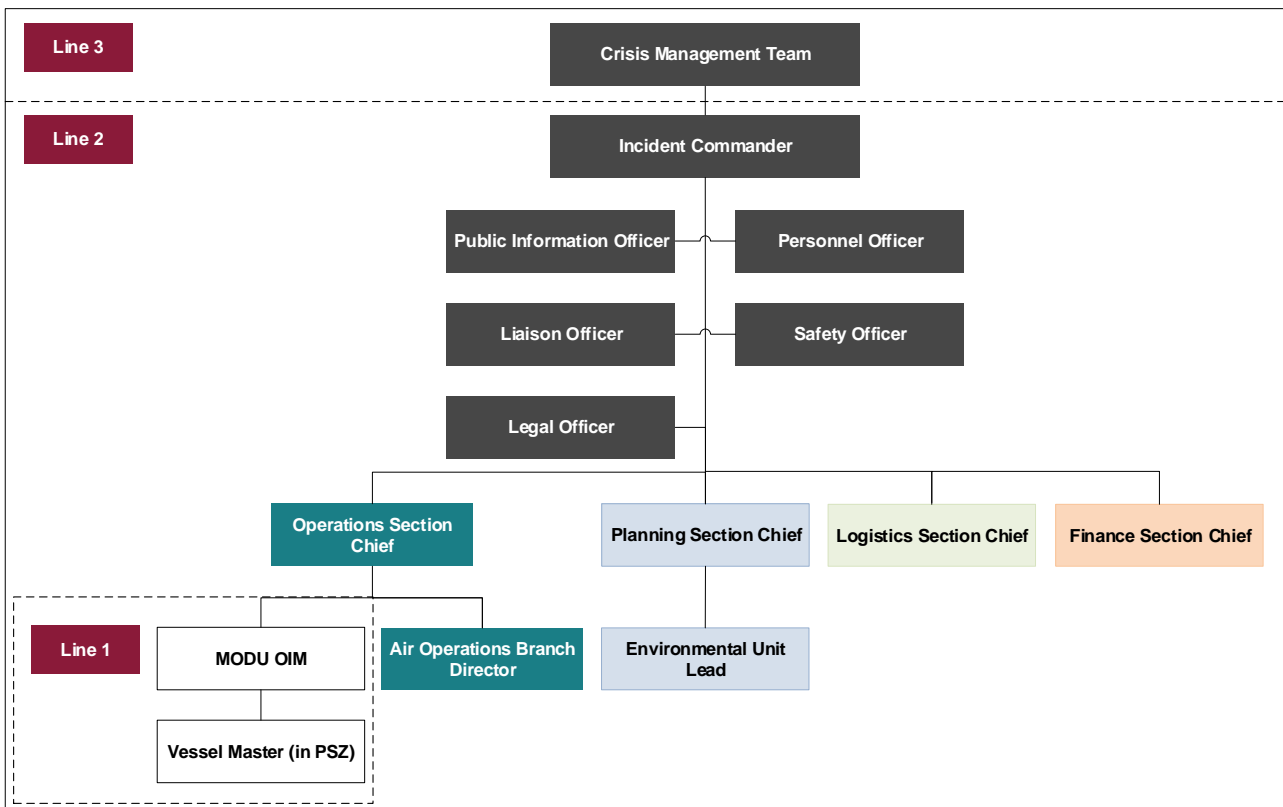 Line 3
Crisis Management Team
Line 2
Incident Commander
Public Information Officer
Personnel Officer
Liaison Officer
Safety Officer
Legal Officer
Operations Section
Chief
Planning Section Chief
Logistics Section Chief
Finance Section Chief
Line 1
MODU OIM
Air Operations Branch
Director
Environmental Unit
Lead
Vessel Master (in PSZ)